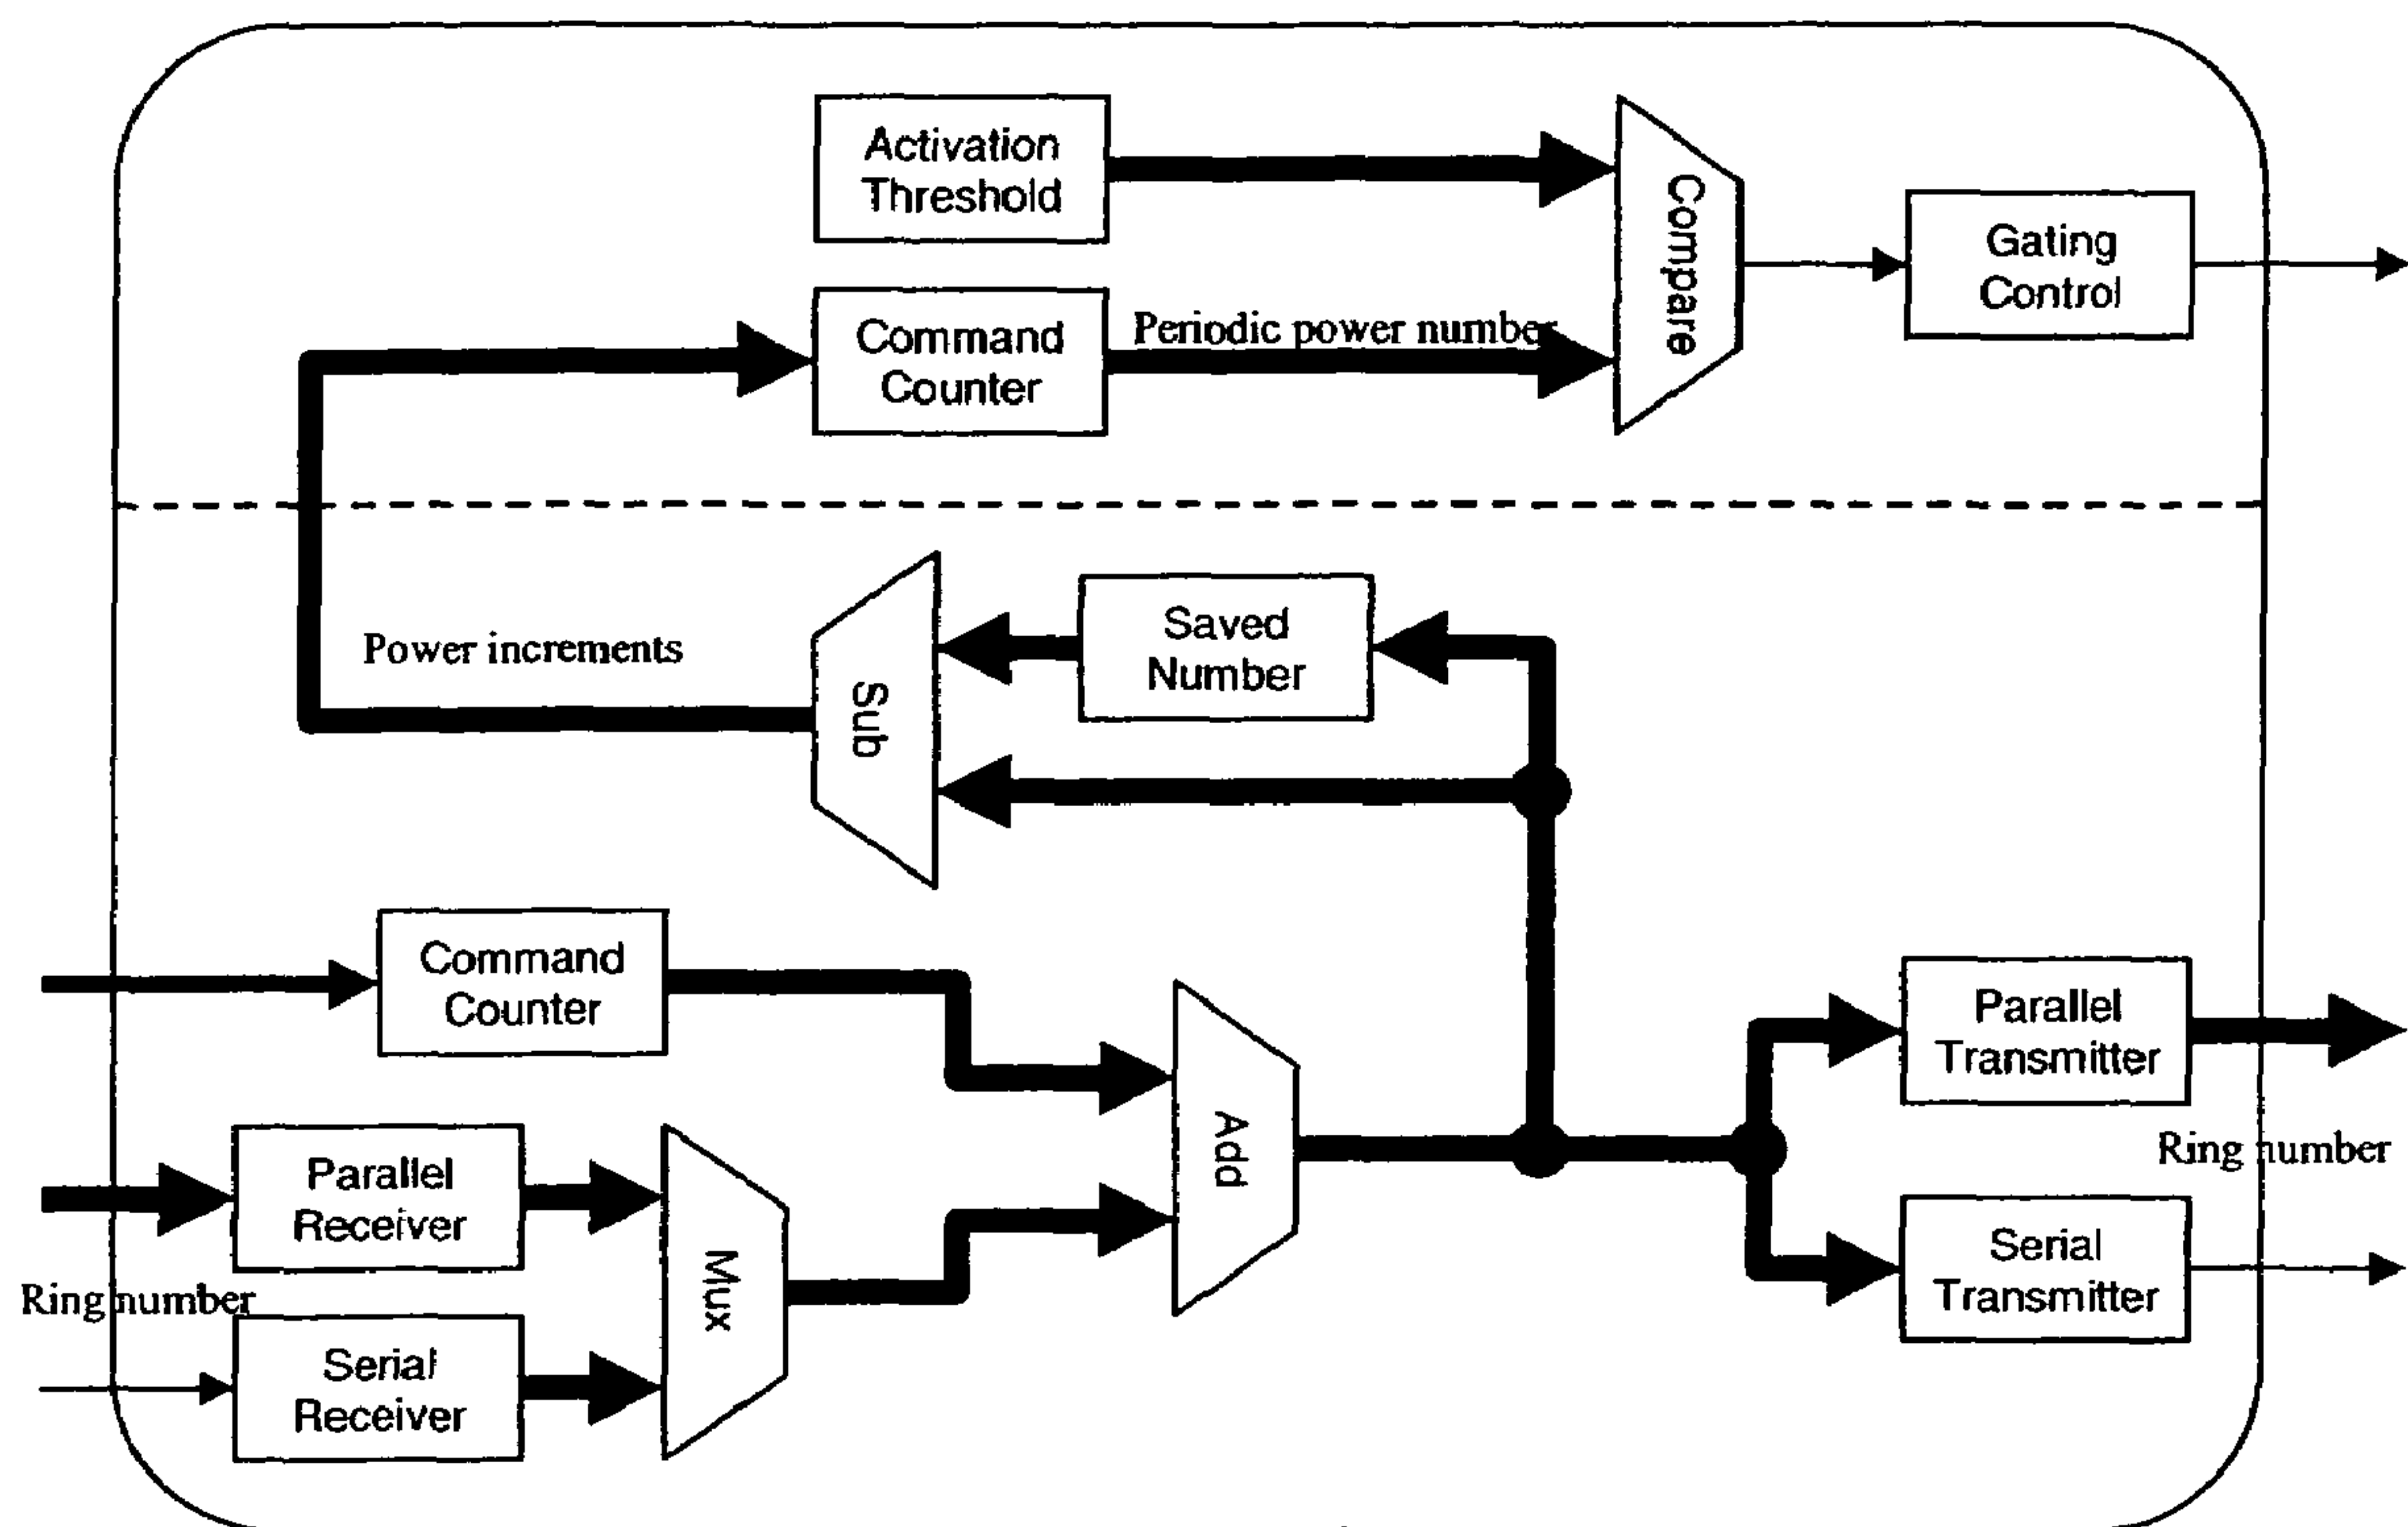 Activation
Threshold
Compare
Gating
Control
Command
Counter
Periodic power number
Saved
Number
Power increments
Sub
Command
Counter
Parallel
Transmitter
Add
Parallel
Receiver
Ring number
Mux
Ring number
Serial
Transmitter
Serial
Receiver